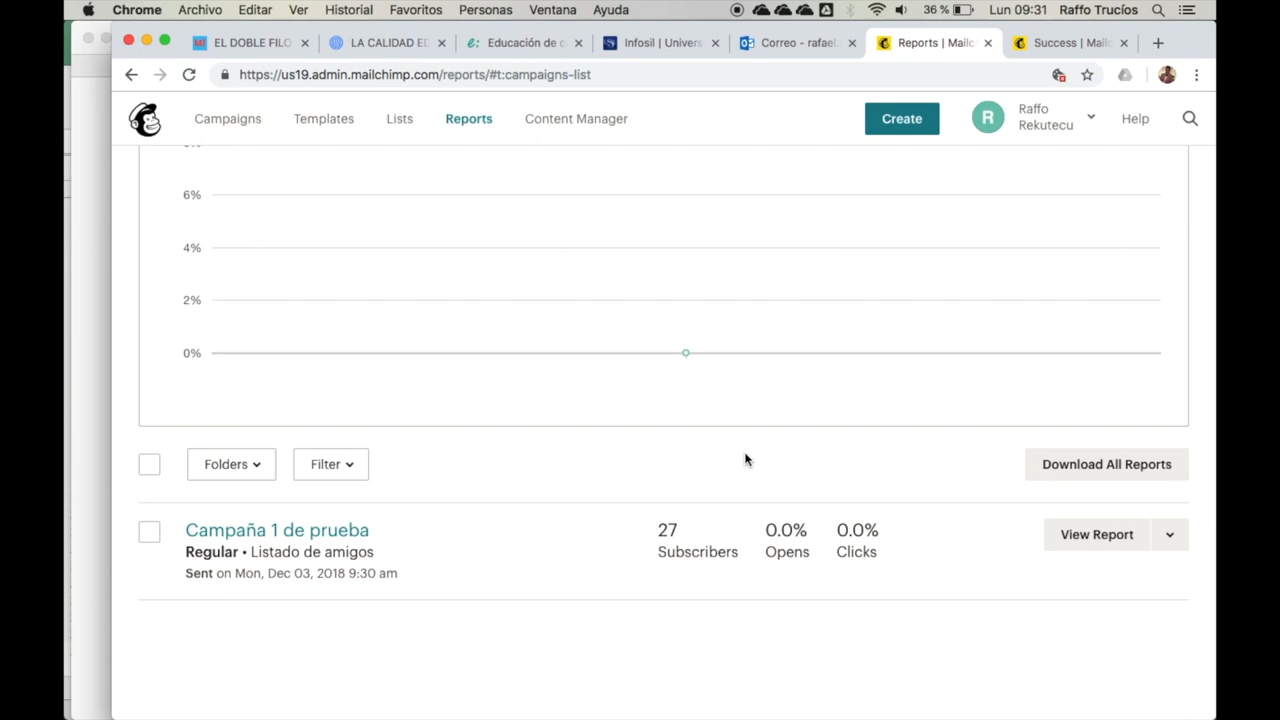 Chrome Archivo Editar Ver Historial Favoritos Personas Ventana Ayuda 36 % Lun 09:31 Raffo Trucíos
EL DOBLE FILO LA CALIDAD ED Educación de c Infosil | Univers Correo - rafael. Reports | Mailc Success | Mailc
https://us19.admin.mailchimp.com/reports/#t:campaigns-list
Campaigns Templates Lists Reports Content Manager Create R Raffo Rekutecu Help
6%
4%
2%
0%
Folders Filter Download All Reports
Campaña 1 de prueba 27 0.0% 0.0% View Report
Regular • Listado de amigos Subscribers Opens Clicks
Sent on Mon, Dec 03, 2018 9:30 am